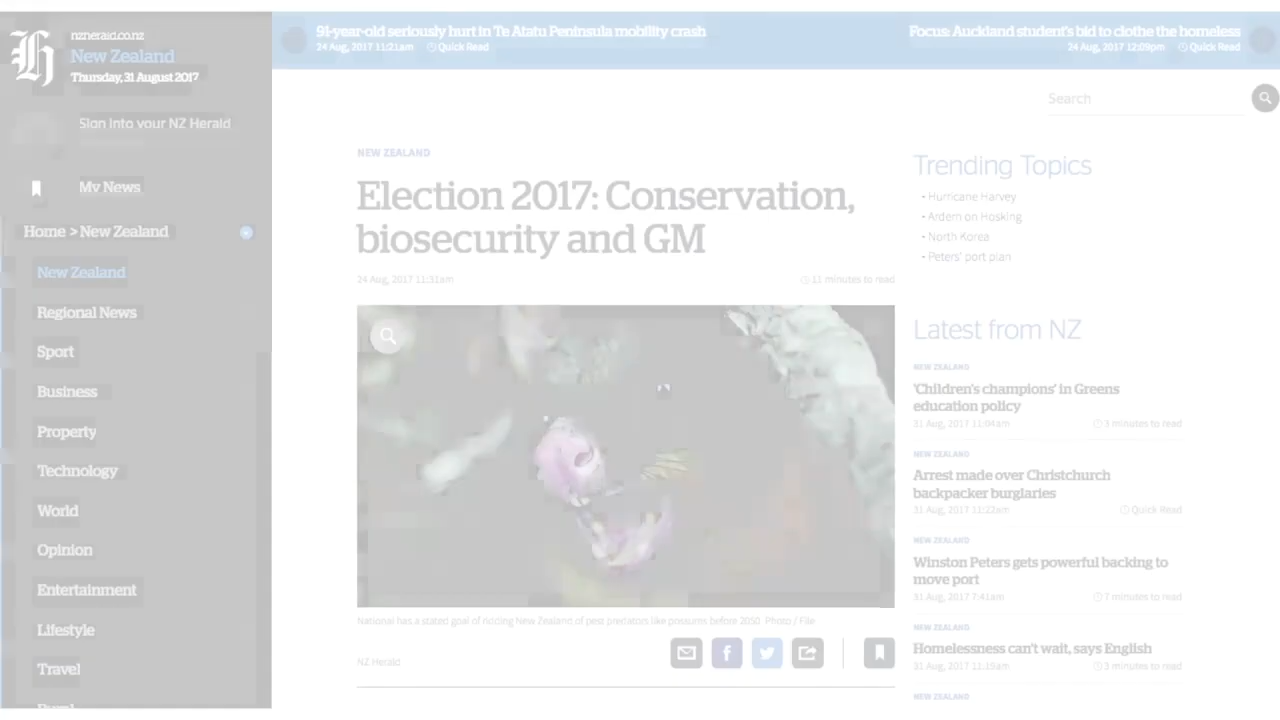 nzherald.co.nz
New Zealand
Thursday, 31 August 2017
Sign into your NZ Herald
My News
Home > New Zealand
New Zealand
Regional News
Sport
Business
Property
Technology
World
Opinion
Entertainment
Lifestyle
Travel
91-year-old seriously hurt in Te Atatu Peninsula mobility crash
24 Aug, 2017 11:21am Quick Read
Focus: Auckland student's bid to clothe the homeless
24 Aug, 2017 12:09pm Quick Read
Search
NEW ZEALAND
Election 2017: Conservation,
biosecurity and GM
24 Aug, 2017 11:31am 11 minutes to read
National has a stated goal of ridding New Zealand of pest predators like possums before 2050. Photo / File
NZ Herald
Trending Topics
- Hurricane Harvey
- Ardern on Hosking
- North Korea
- Peters' port plan
Latest from NZ
NEW ZEALAND
'Children's champions' in Greens
education policy
31 Aug, 2017 11:04am 3 minutes to read
NEW ZEALAND
Arrest made over Christchurch
backpacker burglaries
31 Aug, 2017 11:22am Quick Read
NEW ZEALAND
Winston Peters gets powerful backing to
move port
31 Aug, 2017 7:41am 7 minutes to read
NEW ZEALAND
Homelessness can't wait, says English
31 Aug, 2017 11:19am 3 minutes to read
NEW ZEALAND